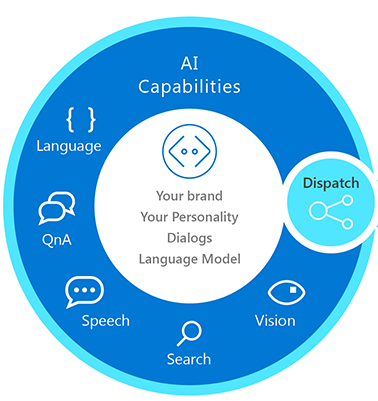 AI
Capabilities
{ }
Language
Dispatch
Your brand
Your Personality
Dialogs
Language Model
QnA
Speech
Vision
Search